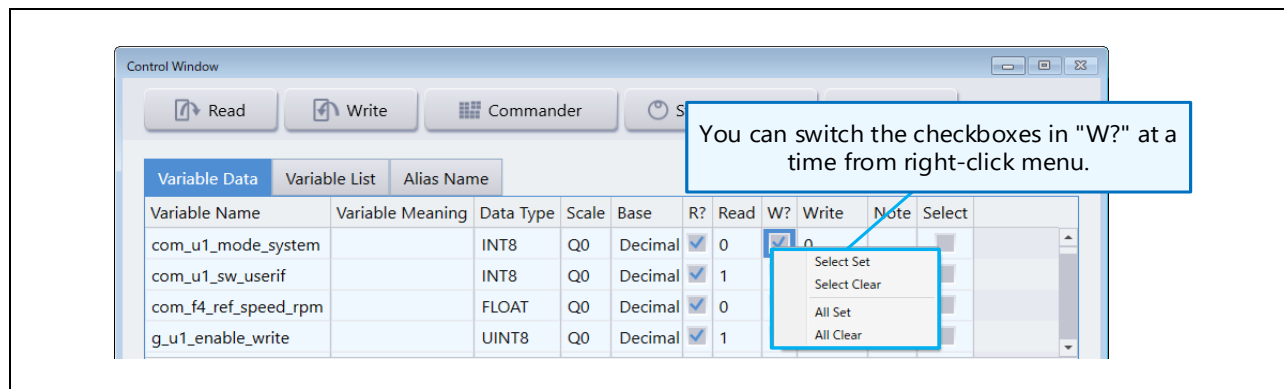 Control Window
Read Write Commander S
You can switch the checkboxes in "W?" at a
time from right-click menu.
Variable Data Variable List Alias Name
Variable Name Variable Meaning Data Type Scale Base R? Read W? Write Note Select
com_u1_mode_system INT8 Q0 Decimal 0 0
com_u1_sw_userif INT8 Q0 Decimal 1
com_f4_ref_speed_rpm FLOAT Q0 Decimal 0
g_u1_enable_write UINT8 Q0 Decimal 1
Select Set
Select Clear
All Set
All Clear